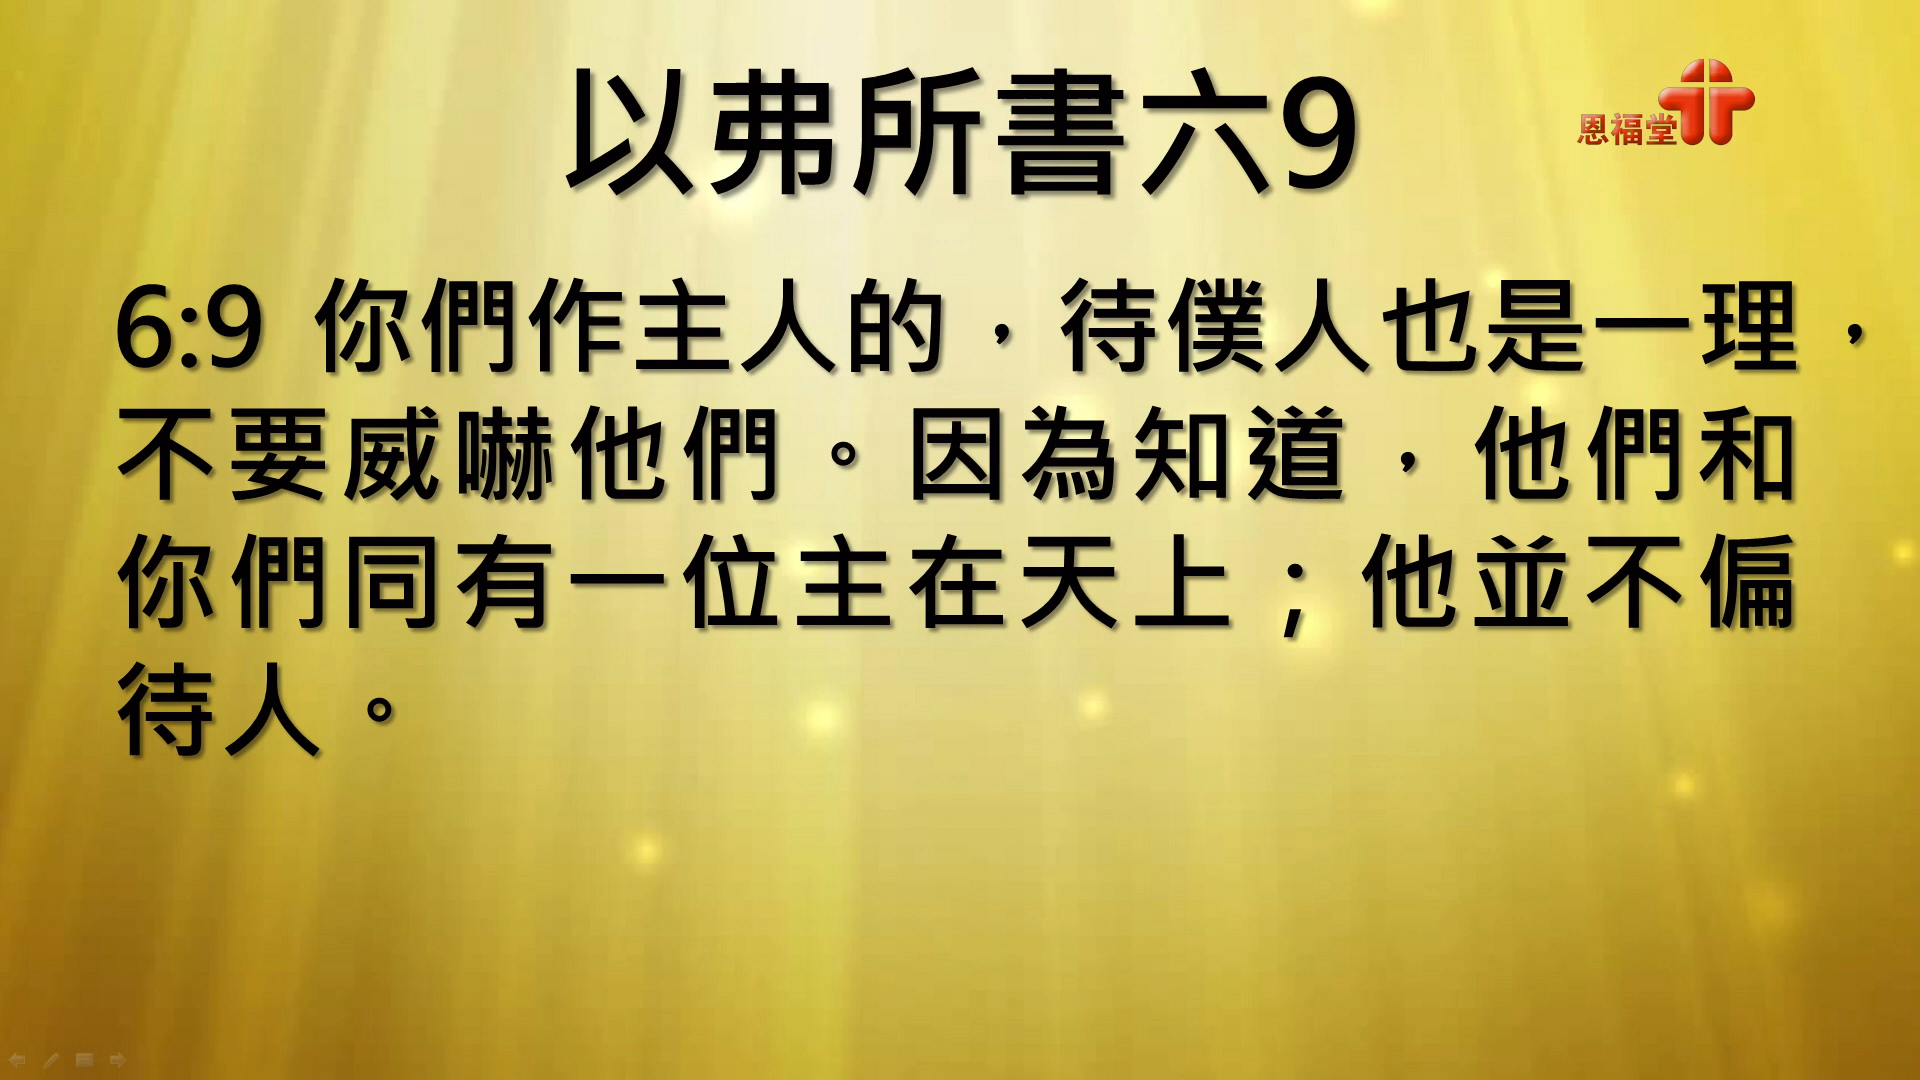 以弗所書六9
恩福堂
6:9 你們作主人的，待僕人也是一理，
不要威嚇他們。因為知道，他們和
你們同有一位主在天上；他並不偏
待人。